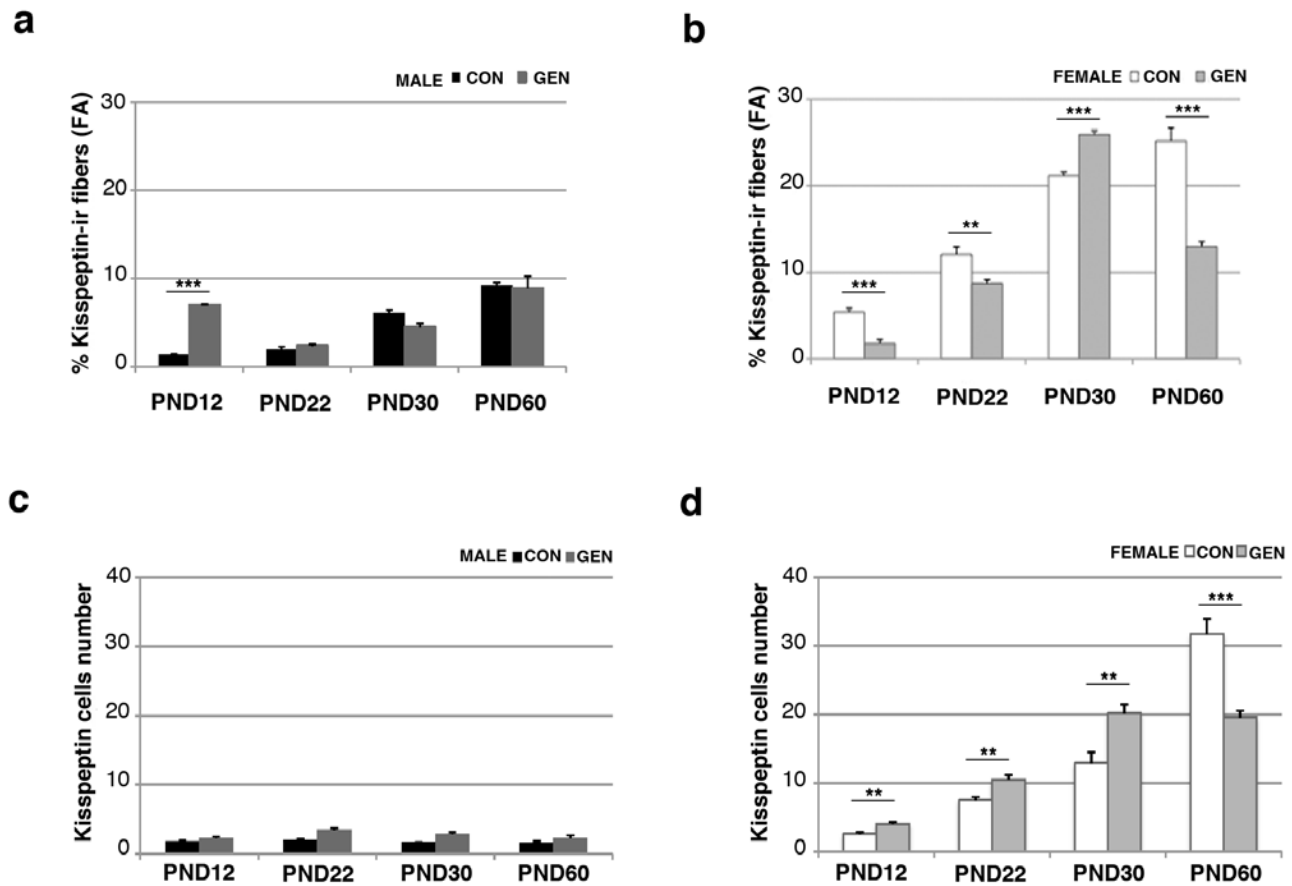 a
MALE CON GEN
% Kisspeptin-ir fibers (FA)
30
20
10
0
***
PND12 PND22 PND30 PND60
b
FEMALE CON GEN
% Kisspeptin-ir fibers (FA)
30
20
10
0
*** ** *** ***
PND12 PND22 PND30 PND60
c
MALE CON GEN
Kisspeptin cells number
40
30
20
10
0
PND12 PND22 PND30 PND60
d
FEMALE CON GEN
Kisspeptin cells number
40
30
20
10
0
** ** ** ***
PND12 PND22 PND30 PND60